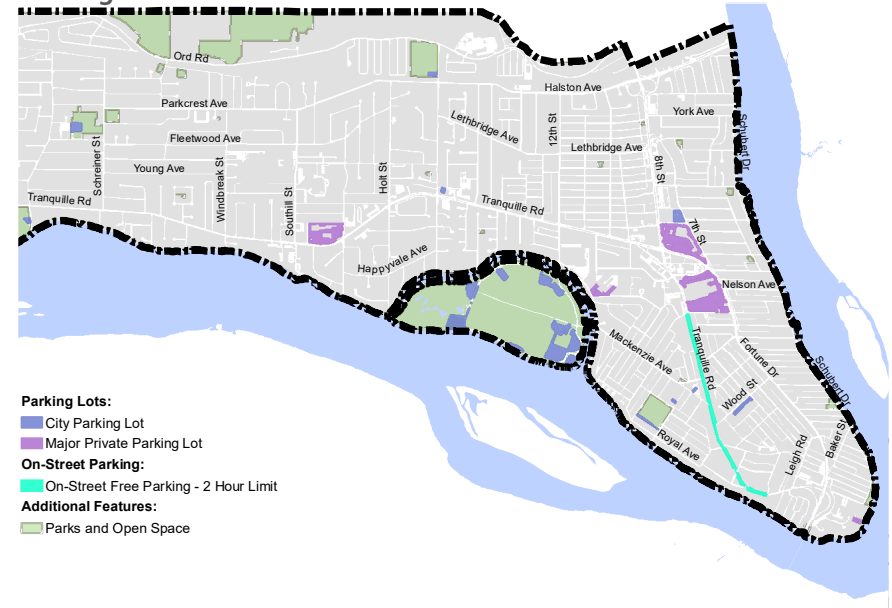 Ord Rd
Halston Ave
Parkcrest Ave
York Ave
Lethbridge Ave
12th St
Schubert Dr
Fleetwood Ave
Lethbridge Ave
Schreiner St
Young Ave
Windbreak St
Holt St
8th St
Southill St
Tranquille Rd
Tranquille Rd
7th St
Happyvale Ave
Nelson Ave
Mackenzie Ave
Tranquille Rd
Fortune Dr
Schubert Dr
Wood St
Royal Ave
Leigh Rd
Baker St
Parking Lots:
City Parking Lot
Major Private Parking Lot
On-Street Parking:
On-Street Free Parking - 2 Hour Limit
Additional Features:
Parks and Open Space